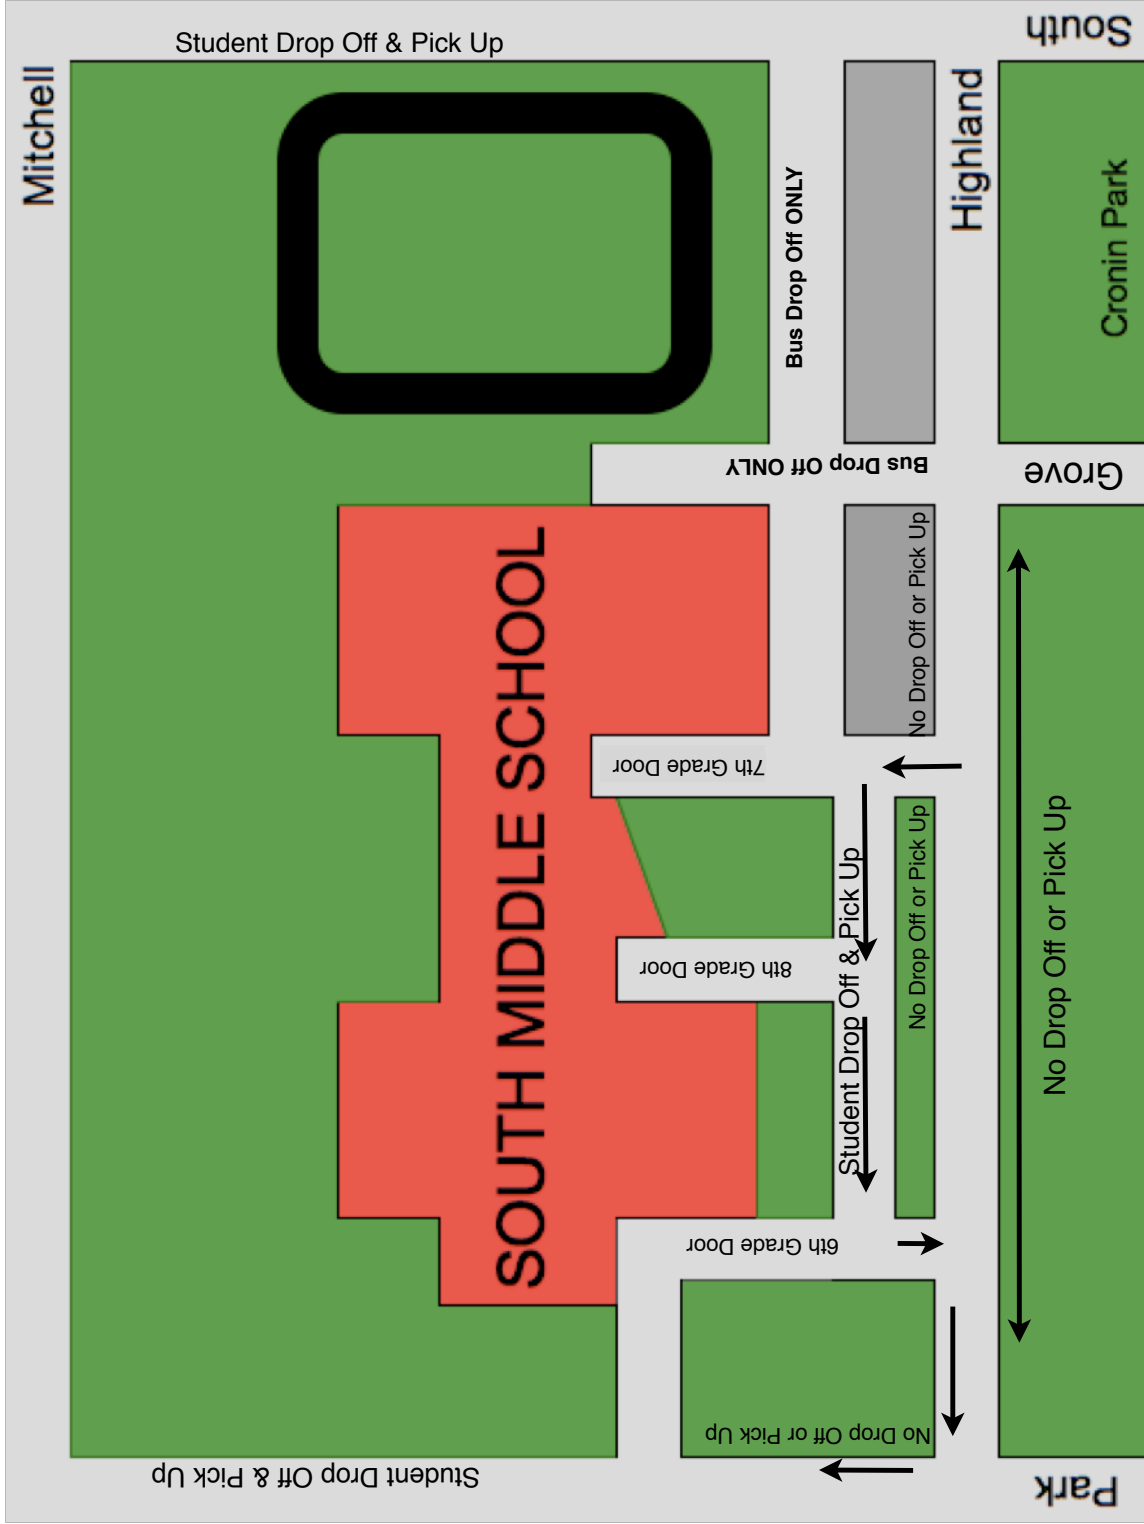 Student Drop Off & Pick Up
South
Mitchell
Highland
Cronin Park
Bus Drop Off ONLY
Bus Drop Off ONLY
Grove
SOUTH MIDDLE SCHOOL
No Drop Off or Pick Up
7th Grade Door
No Drop Off or Pick Up
No Drop Off or Pick Up
Student Drop Off & Pick Up
8th Grade Door
6th Grade Door
No Drop Off or Pick Up
Student Drop Off & Pick Up
Park